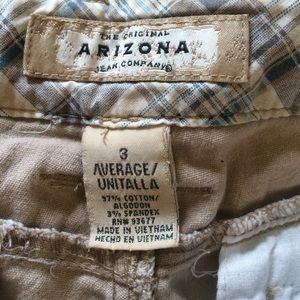 THE ORIGINAL
ARIZONA
JEAN COMPANY®
3
AVERAGE/
UNITALLA
97% COTTON/
ALGODON
3% SPANDEX
RN# 93677
MADE IN VIETNAM
HECHO EN VIETNAM